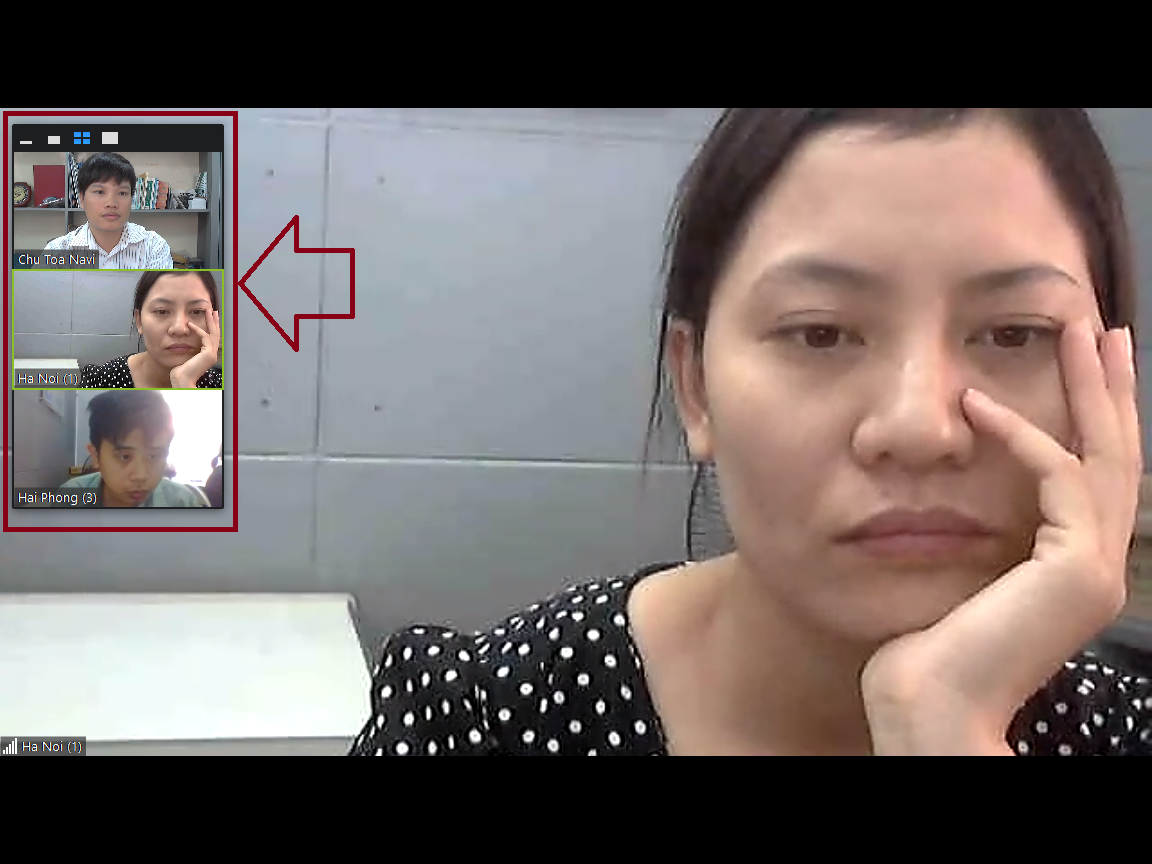 Chu Toa Navi
Ha Noi (1)
Hai Phong (3)
Ha Noi (1)